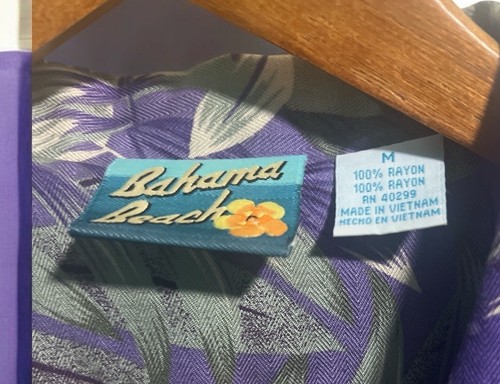 Bahama
Beach
M
100% RAYON
100% RAYON
RN 40299
MADE IN VIETNAM
HECHO EN VIETNAM